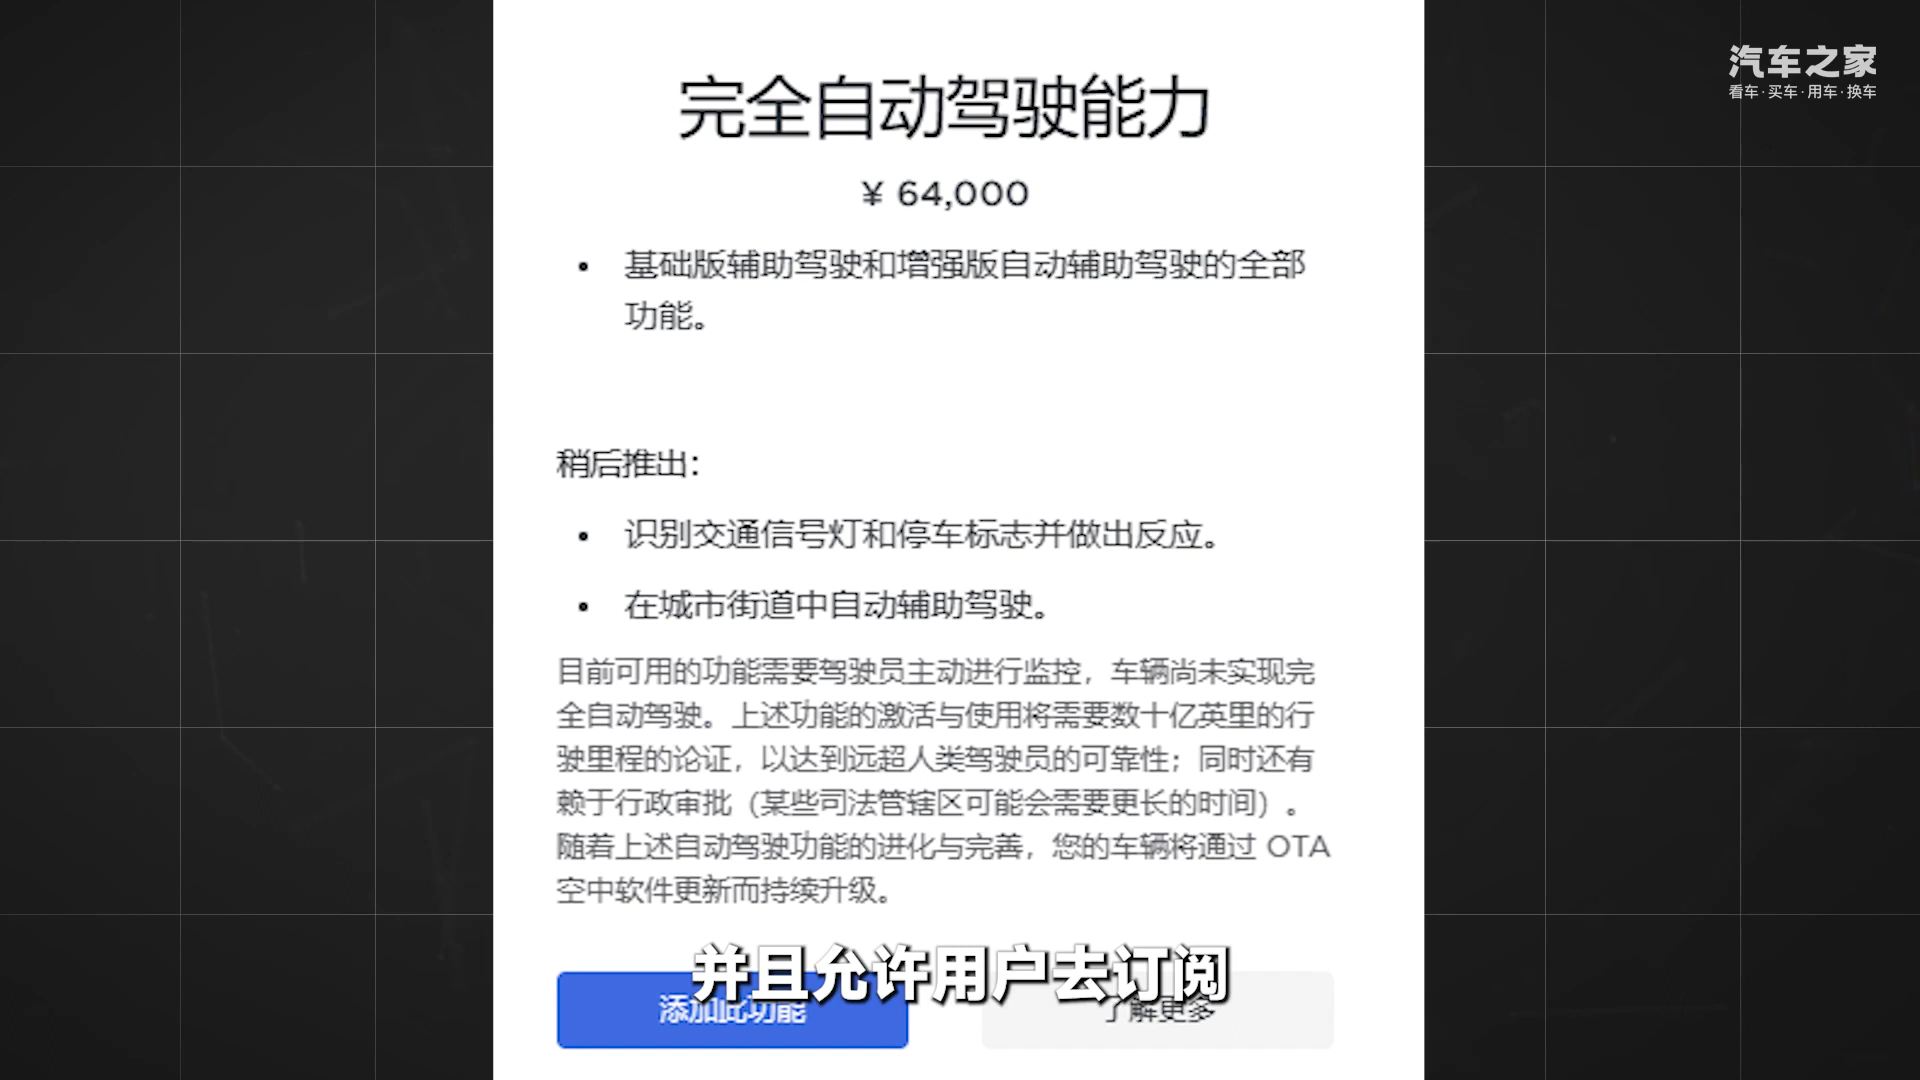 汽车之家
看车·买车·用车·换车
完全自动驾驶能力
¥ 64,000
• 基础版辅助驾驶和增强版自动辅助驾驶的全部
功能。
稍后推出：
• 识别交通信号灯和停车标志并做出反应。
• 在城市街道中自动辅助驾驶。
目前可用的功能需要驾驶员主动进行监控，车辆尚未实现完
全自动驾驶。上述功能的激活与使用将需要数十亿英里的行
驶里程的论证，以达到远超人类驾驶员的可靠性；同时还有
赖于行政审批（某些司法管辖区可能会需要更长的时间）。
随着上述自动驾驶功能的进化与完善，您的车辆将通过 OTA
空中软件更新而持续升级。
并且允许用户去订阅
添加此功能
了解更多